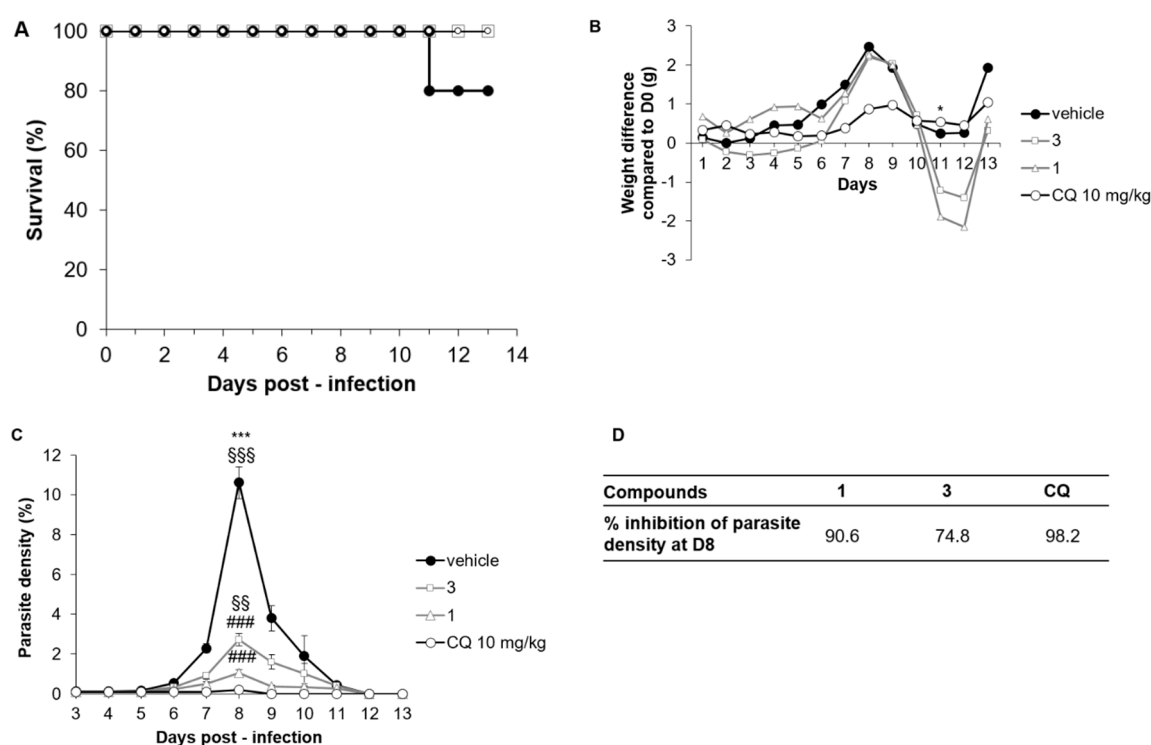 A
100
80
60
40
20
0
Survival (%)
0 2 4 6 8 10 12 14
Days post - infection
B
3
2
1
0
-1
-2
-3
Weight difference
compared to D0 (g)
*
1 2 3 4 5 6 7 8 9 10 11 12 13
Days
vehicle
3
1
CQ 10 mg/kg
C
12
10
8
6
4
2
0
Parasite density (%)
***
§§§
§§
###
###
3 4 5 6 7 8 9 10 11 12 13
Days post - infection
vehicle
3
1
CQ 10 mg/kg
D
Compounds 1 3 CQ
% inhibition of parasite
density at D8 90.6 74.8 98.2